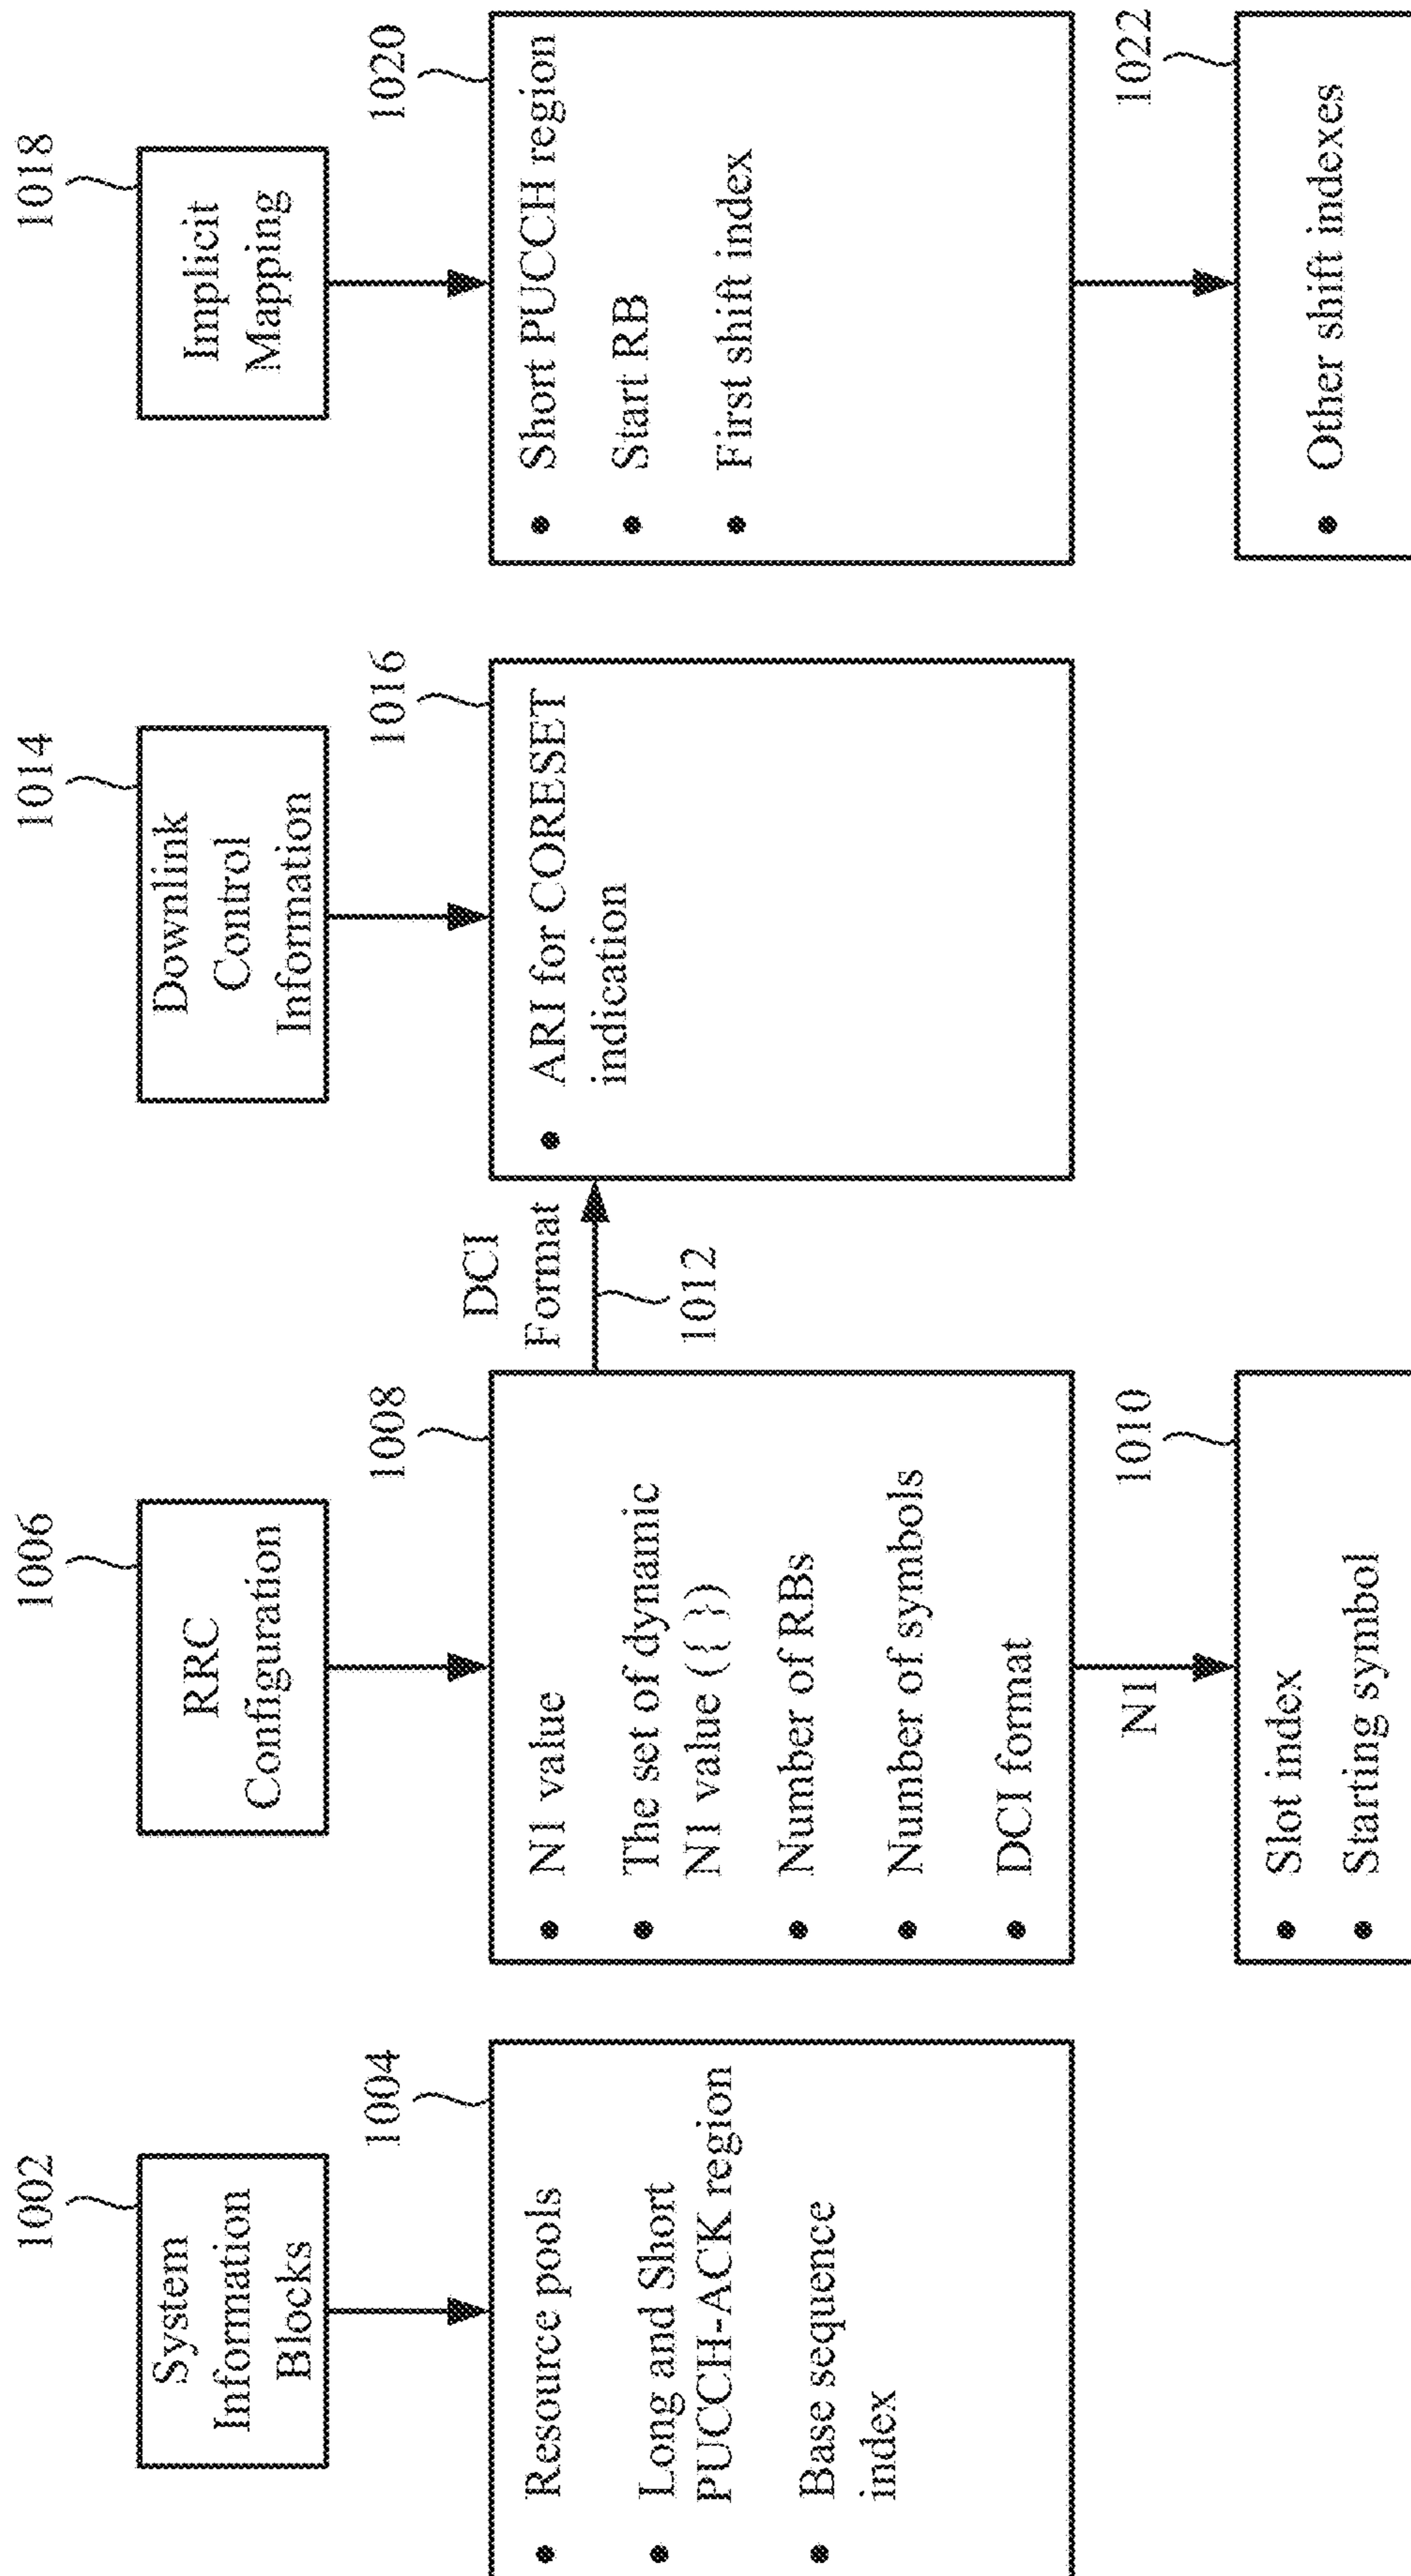 1002
System
Information
Blocks
1004
• Resource pools
• Long and Short
PUCCH-ACK region
• Base sequence
index
1006
RRC
Configuration
1008
• N1 value
• The set of dynamic
N1 value ({ })
• Number of RBs
• Number of symbols
• DCI format
N1
1010
• Slot index
• Starting symbol
DCI
Format
1012
1014
Downlink
Control
Information
1016
• ARI for CORESET
indication
1018
Implicit
Mapping
1020
• Short PUCCH region
• Start RB
• First shift index
1022
• Other shift indexes